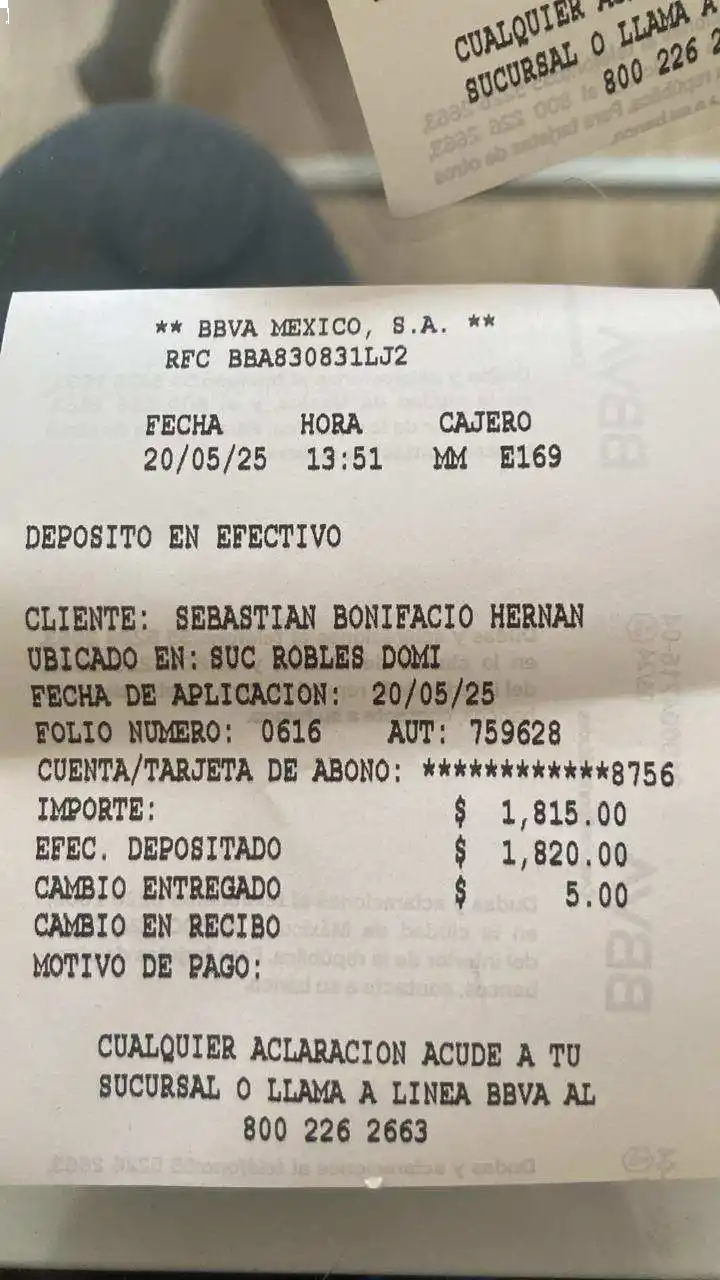 CUALQUIER
SUCURSAL O LLAMA A
800 226 2
** BBVA MEXICO, S.A. **
RFC BBA830831LJ2
FECHA HORA CAJERO
20/05/25 13:51 MM E169
DEPOSITO EN EFECTIVO
CLIENTE: SEBASTIAN BONIFACIO HERNAN
UBICADO EN: SUC ROBLES DOMI
FECHA DE APLICACION: 20/05/25
FOLIO NUMERO: 0616 AUT: 759628
CUENTA/TARJETA DE ABONO: ************8756
IMPORTE: $ 1,815.00
EFEC. DEPOSITADO $ 1,820.00
CAMBIO ENTREGADO $ 5.00
CAMBIO EN RECIBO
MOTIVO DE PAGO:
CUALQUIER ACLARACION ACUDE A TU
SUCURSAL O LLAMA A LINEA BBVA AL
800 226 2663